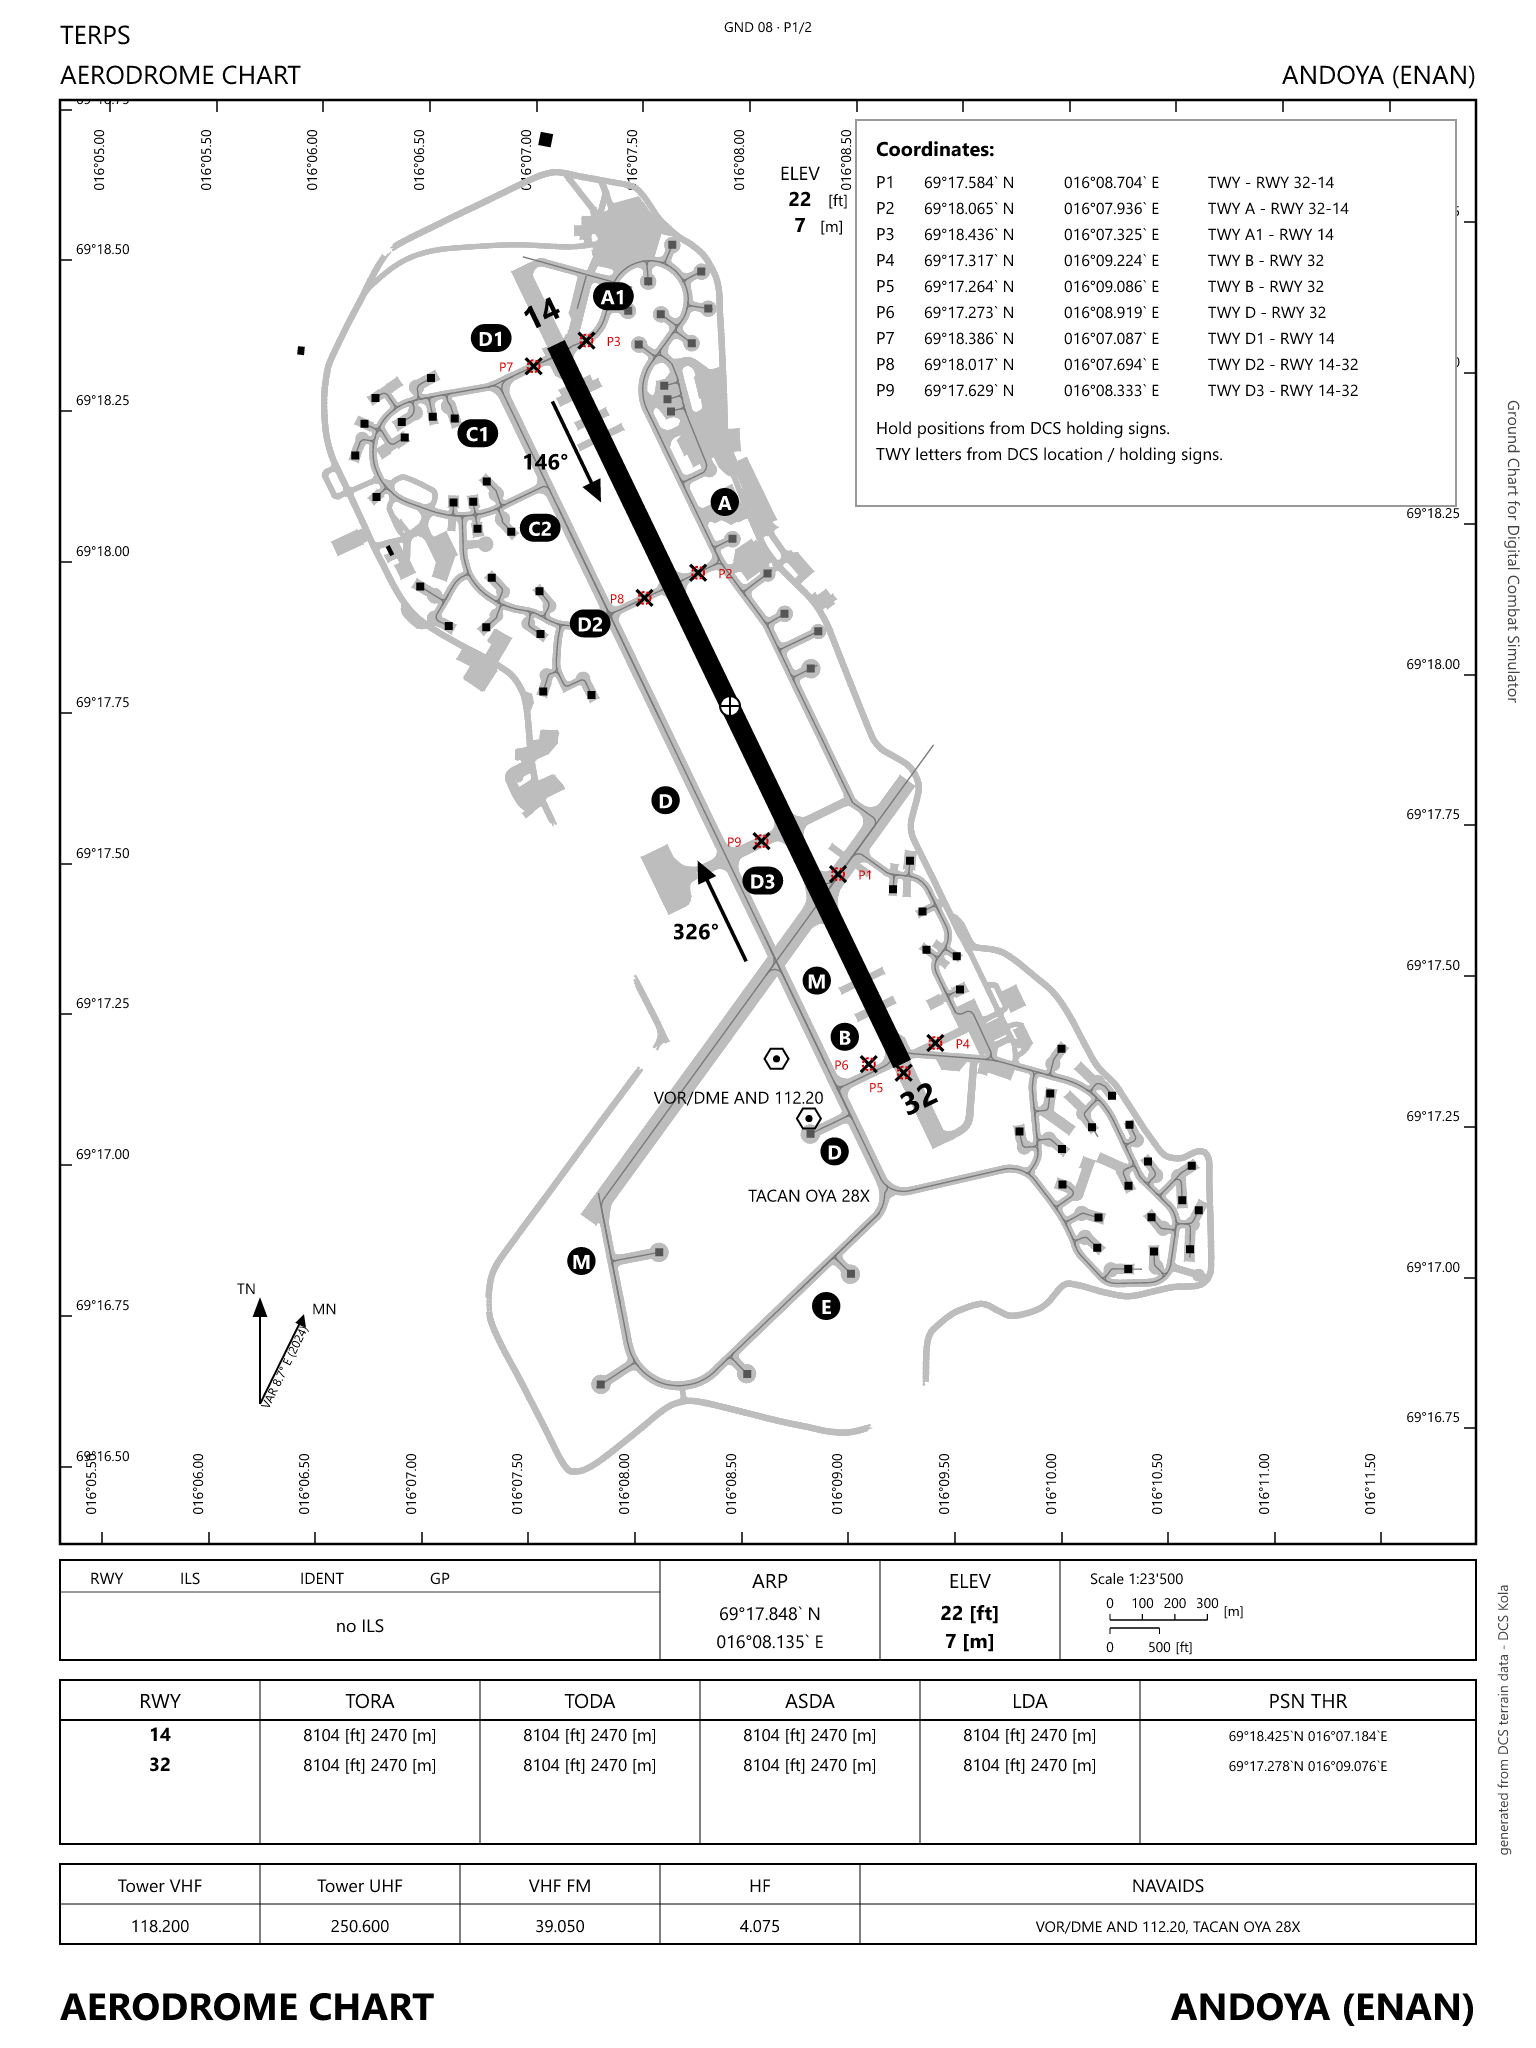 GND 08 · P1/2
TERPS
AERODROME CHART
ANDOYA (ENAN)
016°05.00
016°05.50
016°06.00
016°06.50
016°07.00
016°07.50
016°08.00
016°08.50
ELEV
22 [ft]
7 [m]
Coordinates:
P1 69°17.584` N 016°08.704` E TWY - RWY 32-14
P2 69°18.065` N 016°07.936` E TWY A - RWY 32-14
P3 69°18.436` N 016°07.325` E TWY A1 - RWY 14
P4 69°17.317` N 016°09.224` E TWY B - RWY 32
P5 69°17.264` N 016°09.086` E TWY B - RWY 32
P6 69°17.273` N 016°08.919` E TWY D - RWY 32
P7 69°18.386` N 016°07.087` E TWY D1 - RWY 14
P8 69°18.017` N 016°07.694` E TWY D2 - RWY 14-32
P9 69°17.629` N 016°08.333` E TWY D3 - RWY 14-32
Hold positions from DCS holding signs.
TWY letters from DCS location / holding signs.
69°18.50
69°18.25
69°18.00
69°17.75
69°17.50
69°17.25
69°17.00
69°16.75
69°16.50
69°18.25
69°18.00
69°17.75
69°17.50
69°17.25
69°17.00
69°16.75
A1
14
D1
P3
P7
C1
146°
A
C2
P2
P8
D2
D
P9
D3
P1
326°
M
B
P4
P6
P5
32
VOR/DME AND 112.20
D
TACAN OYA 28X
M
E
TN
MN
VAR 8.7° E (2024)
016°05.50
016°06.00
016°06.50
016°07.00
016°07.50
016°08.00
016°08.50
016°09.00
016°09.50
016°10.00
016°10.50
016°11.00
016°11.50
Ground Chart for Digital Combat Simulator
RWY ILS IDENT GP
no ILS
ARP
69°17.848` N
016°08.135` E
ELEV
22 [ft]
7 [m]
Scale 1:23'500
0 100 200 300 [m]
0 500 [ft]
RWY TORA TODA ASDA LDA PSN THR
14 8104 [ft] 2470 [m] 8104 [ft] 2470 [m] 8104 [ft] 2470 [m] 8104 [ft] 2470 [m] 69°18.425`N 016°07.184`E
32 8104 [ft] 2470 [m] 8104 [ft] 2470 [m] 8104 [ft] 2470 [m] 8104 [ft] 2470 [m] 69°17.278`N 016°09.076`E
generated from DCS terrain data - DCS Kola
Tower VHF Tower UHF VHF FM HF NAVAIDS
118.200 250.600 39.050 4.075 VOR/DME AND 112.20, TACAN OYA 28X
AERODROME CHART
ANDOYA (ENAN)